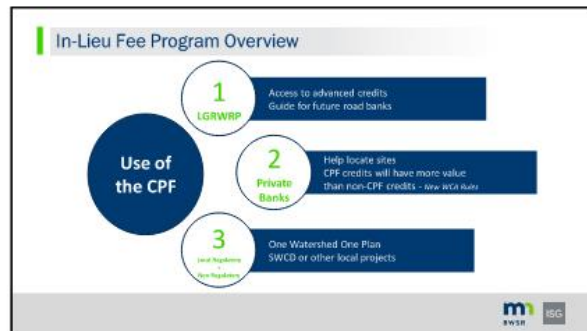 In-Lieu Fee Program Overview
Use of
the CPF
1
LGRWRP
Access to advanced credits
Guide for future road banks
2
Private
Banks
Help locate sites
CPF credits will have more value
than non-CPF credits - New WCA Rules
3
Local Regulatory
+
Non Regulatory
One Watershed One Plan
SWCD or other local projects
mn
BWSR
ISG